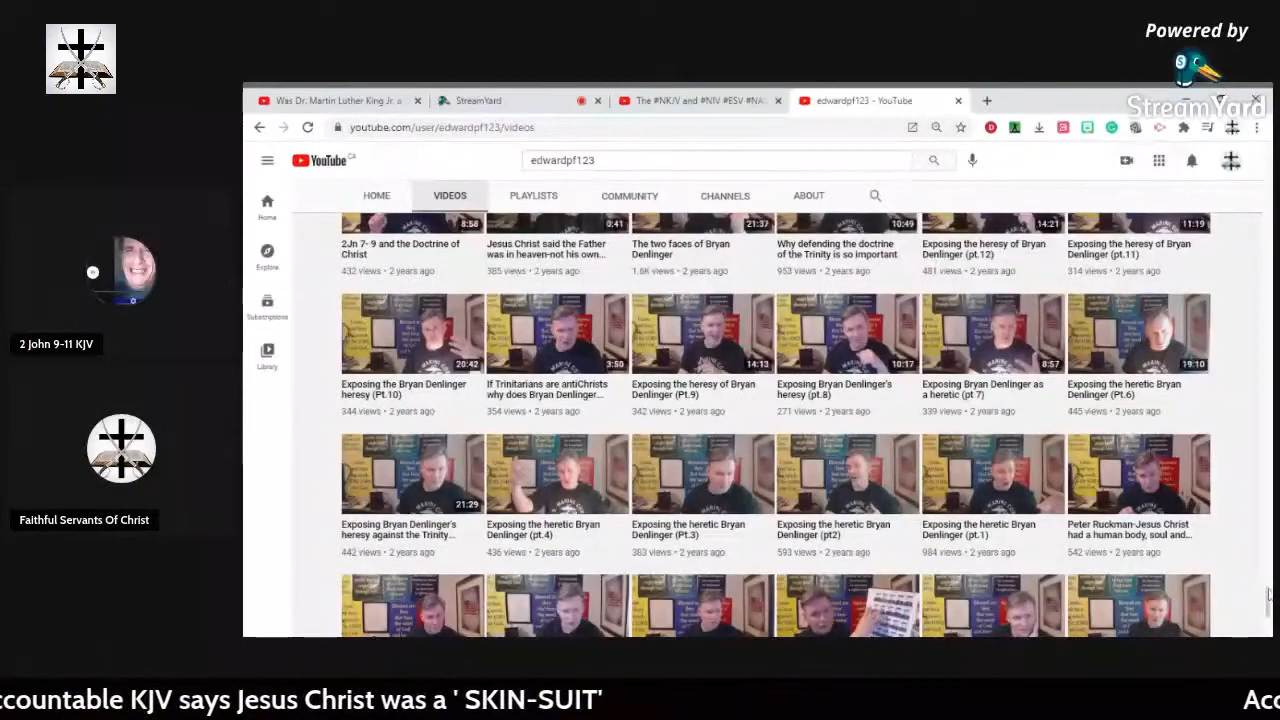 Powered by
StreamYard
Was Dr. Martin Luther King Jr. a
StreamYard
The #NKJV and #NIV #ESV #NA
edwardpf123 - YouTube
youtube.com/user/edwardpf123/videos
YouTube CA
edwardpf123
HOME VIDEOS PLAYLISTS COMMUNITY CHANNELS ABOUT
Home
Explore
Subscriptions
Library
8:58 0:41 21:37 10:49 14:21 11:19
2Jn 7- 9 and the Doctrine of Christ
432 views • 2 years ago
Jesus Christ said the Father was in heaven-not his own...
385 views • 2 years ago
The two faces of Bryan Denlinger
1.6K views • 2 years ago
Why defending the doctrine of the Trinity is so important
953 views • 2 years ago
Exposing the heresy of Bryan Denlinger (pt.12)
481 views • 2 years ago
Exposing the heresy of Bryan Denlinger (pt.11)
314 views • 2 years ago
20:42 3:50 14:13 10:17 8:57 19:10
Exposing the Bryan Denlinger heresy (Pt.10)
344 views • 2 years ago
If Trinitarians are antiChrists why does Bryan Denlinger...
354 views • 2 years ago
Exposing the heresy of Bryan Denlinger (Pt.9)
342 views • 2 years ago
Exposing Bryan Denlinger's heresy (pt.8)
271 views • 2 years ago
Exposing Bryan Denlinger as a heretic (pt 7)
339 views • 2 years ago
Exposing the heretic Bryan Denlinger (Pt.6)
445 views • 2 years ago
21:29
Exposing Bryan Denlinger's heresy against the Trinity...
442 views • 2 years ago
Exposing the heretic Bryan Denlinger (pt.4)
436 views • 2 years ago
Exposing the heretic Bryan Denlinger (Pt.3)
383 views • 2 years ago
Exposing the heretic Bryan Denlinger (pt2)
593 views • 2 years ago
Exposing the heretic Bryan Denlinger (pt.1)
984 views • 2 years ago
Peter Ruckman-Jesus Christ had a human body, soul and...
542 views • 2 years ago
2 John 9-11 KJV
Faithful Servants Of Christ
ccountable KJV says Jesus Christ was a ' SKIN-SUIT'
Acc